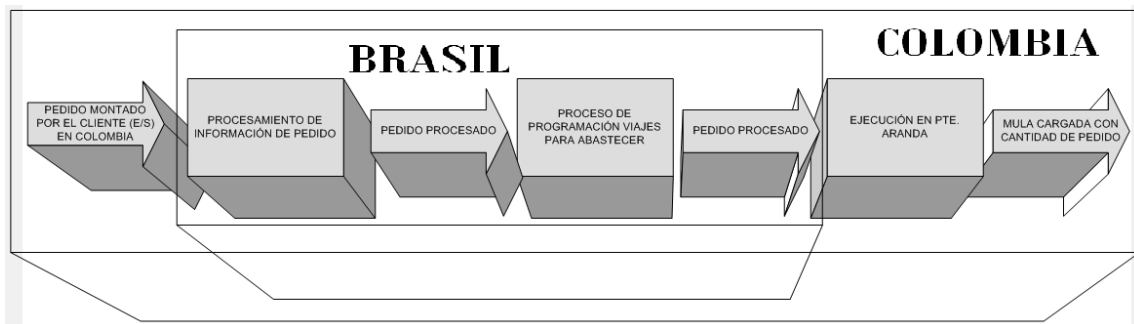 BRASIL
COLOMBIA
PEDIDO MONTADO
POR EL CLIENTE (E/S)
EN COLOMBIA
PROCESAMIENTO DE
INFORMACIÓN DE PEDIDO
PEDIDO PROCESADO
PROCESO DE
PROGRAMACIÓN VIAJES
PARA ABASTECER
PEDIDO PROCESADO
EJECUCIÓN EN PTE.
ARANDA
MULA CARGADA CON
CANTIDAD DE PEDIDO